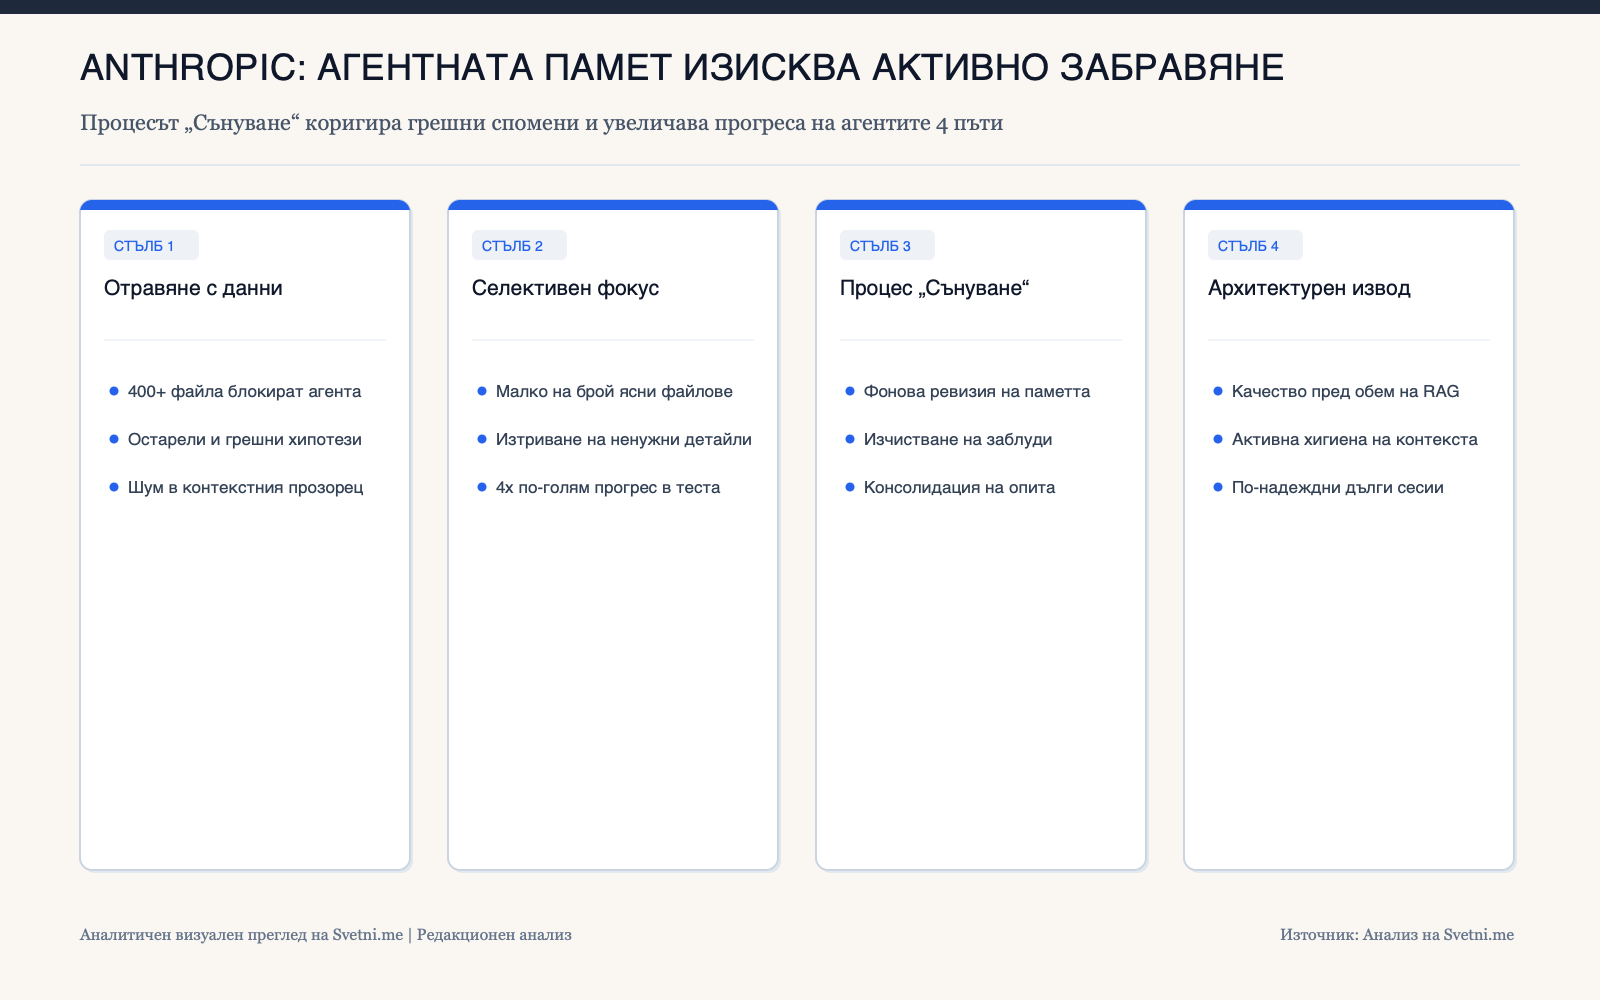 ANTHROPIC: АГЕНТНАТА ПАМЕТ ИЗИСКВА АКТИВНО ЗАБРАВЯНЕ
Процесът „Сънуване“ коригира грешни спомени и увеличава прогреса на агентите 4 пъти
СТЪЛБ 1
Отравяне с данни
400+ файла блокират агента
Остарели и грешни хипотези
Шум в контекстния прозорец
СТЪЛБ 2
Селективен фокус
Малко на брой ясни файлове
Изтриване на ненужни детайли
4x по-голям прогрес в теста
СТЪЛБ 3
Процес „Сънуване“
Фонова ревизия на паметта
Изчистване на заблуди
Консолидация на опита
СТЪЛБ 4
Архитектурен извод
Качество пред обем на RAG
Активна хигиена на контекста
По-надеждни дълги сесии
Аналитичен визуален преглед на Svetni.me | Редакционен анализ
Източник: Анализ на Svetni.me